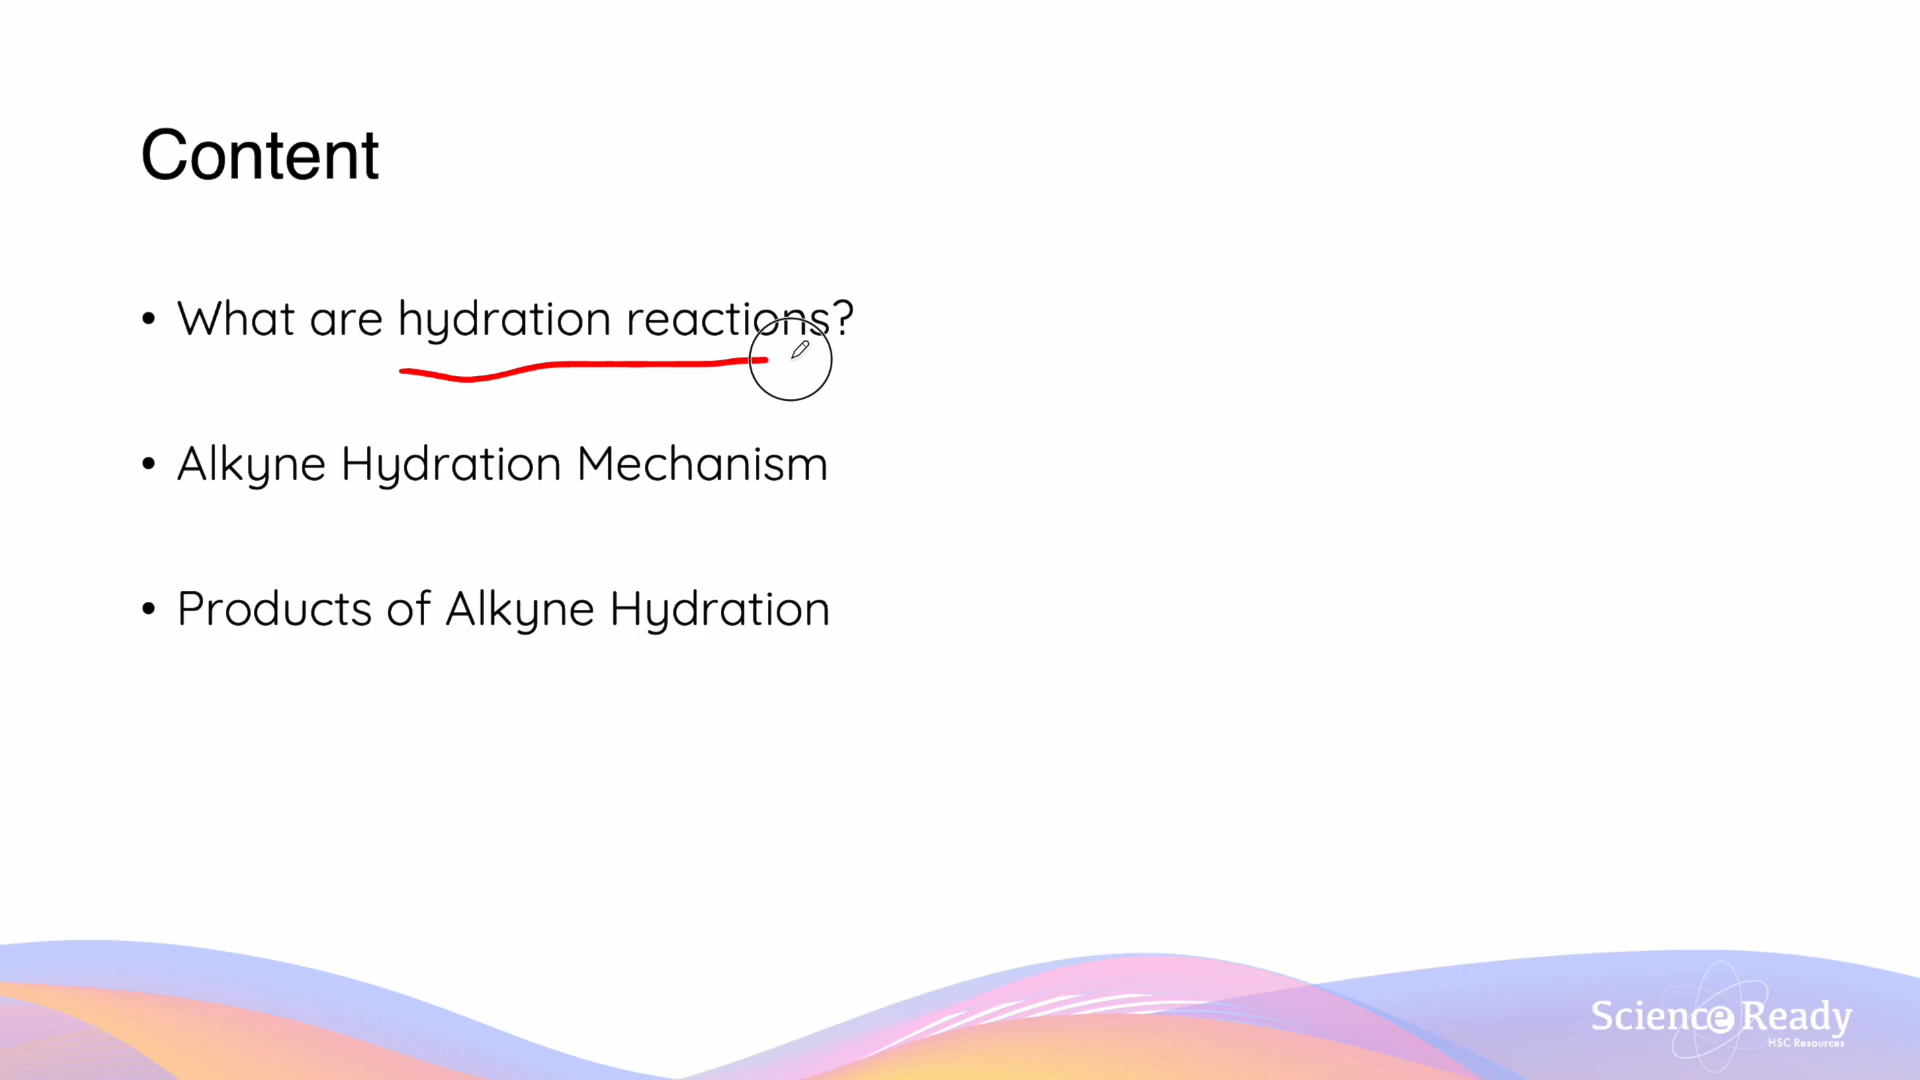 Content
• What are hydration reactions?
• Alkyne Hydration Mechanism
• Products of Alkyne Hydration
Science Ready
HSC Resources